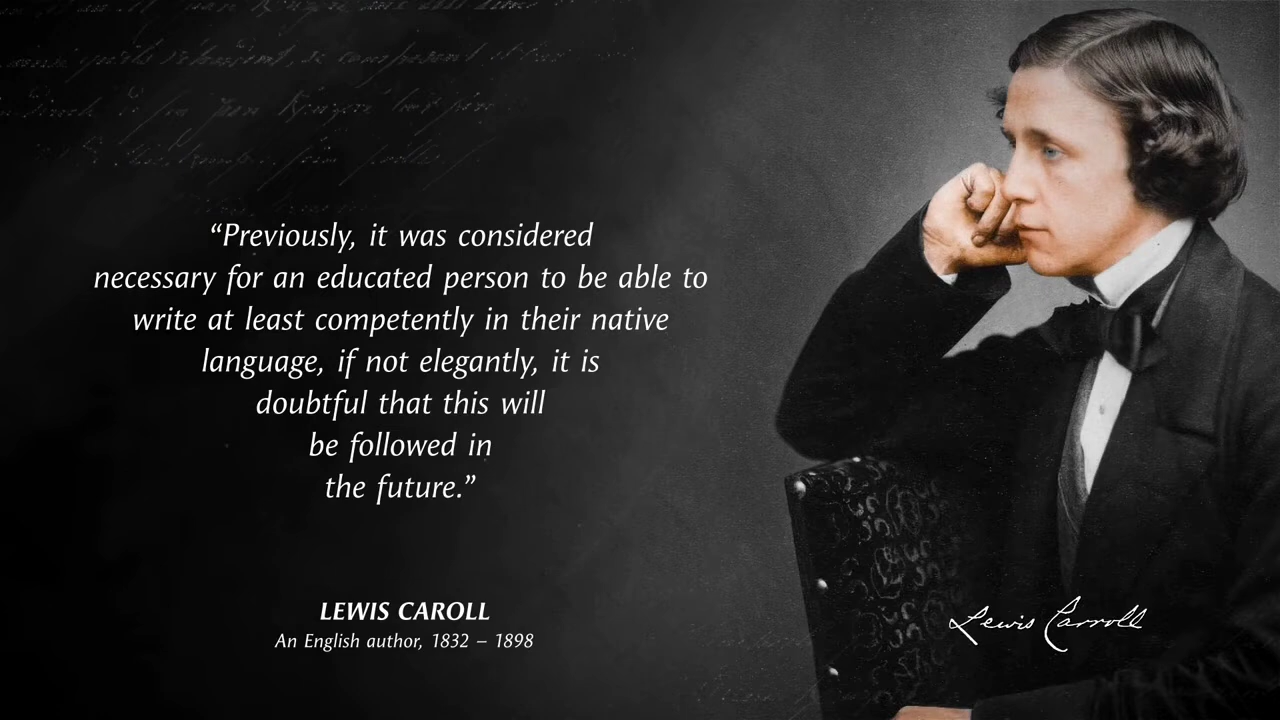 “Previously, it was considered
necessary for an educated person to be able to
write at least competently in their native
language, if not elegantly, it is
doubtful that this will
be followed in
the future.”
LEWIS CAROLL
An English author, 1832 – 1898
Lewis Carroll